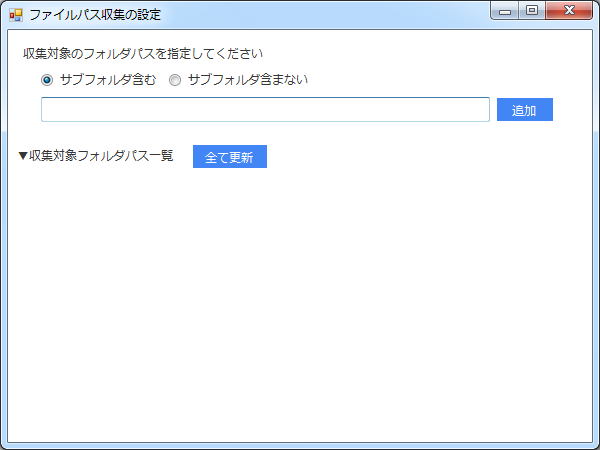 ファイルパス収集の設定
収集対象のフォルダパスを指定してください
サブフォルダ含む サブフォルダ含まない
追加
▼収集対象フォルダパス一覧 全て更新